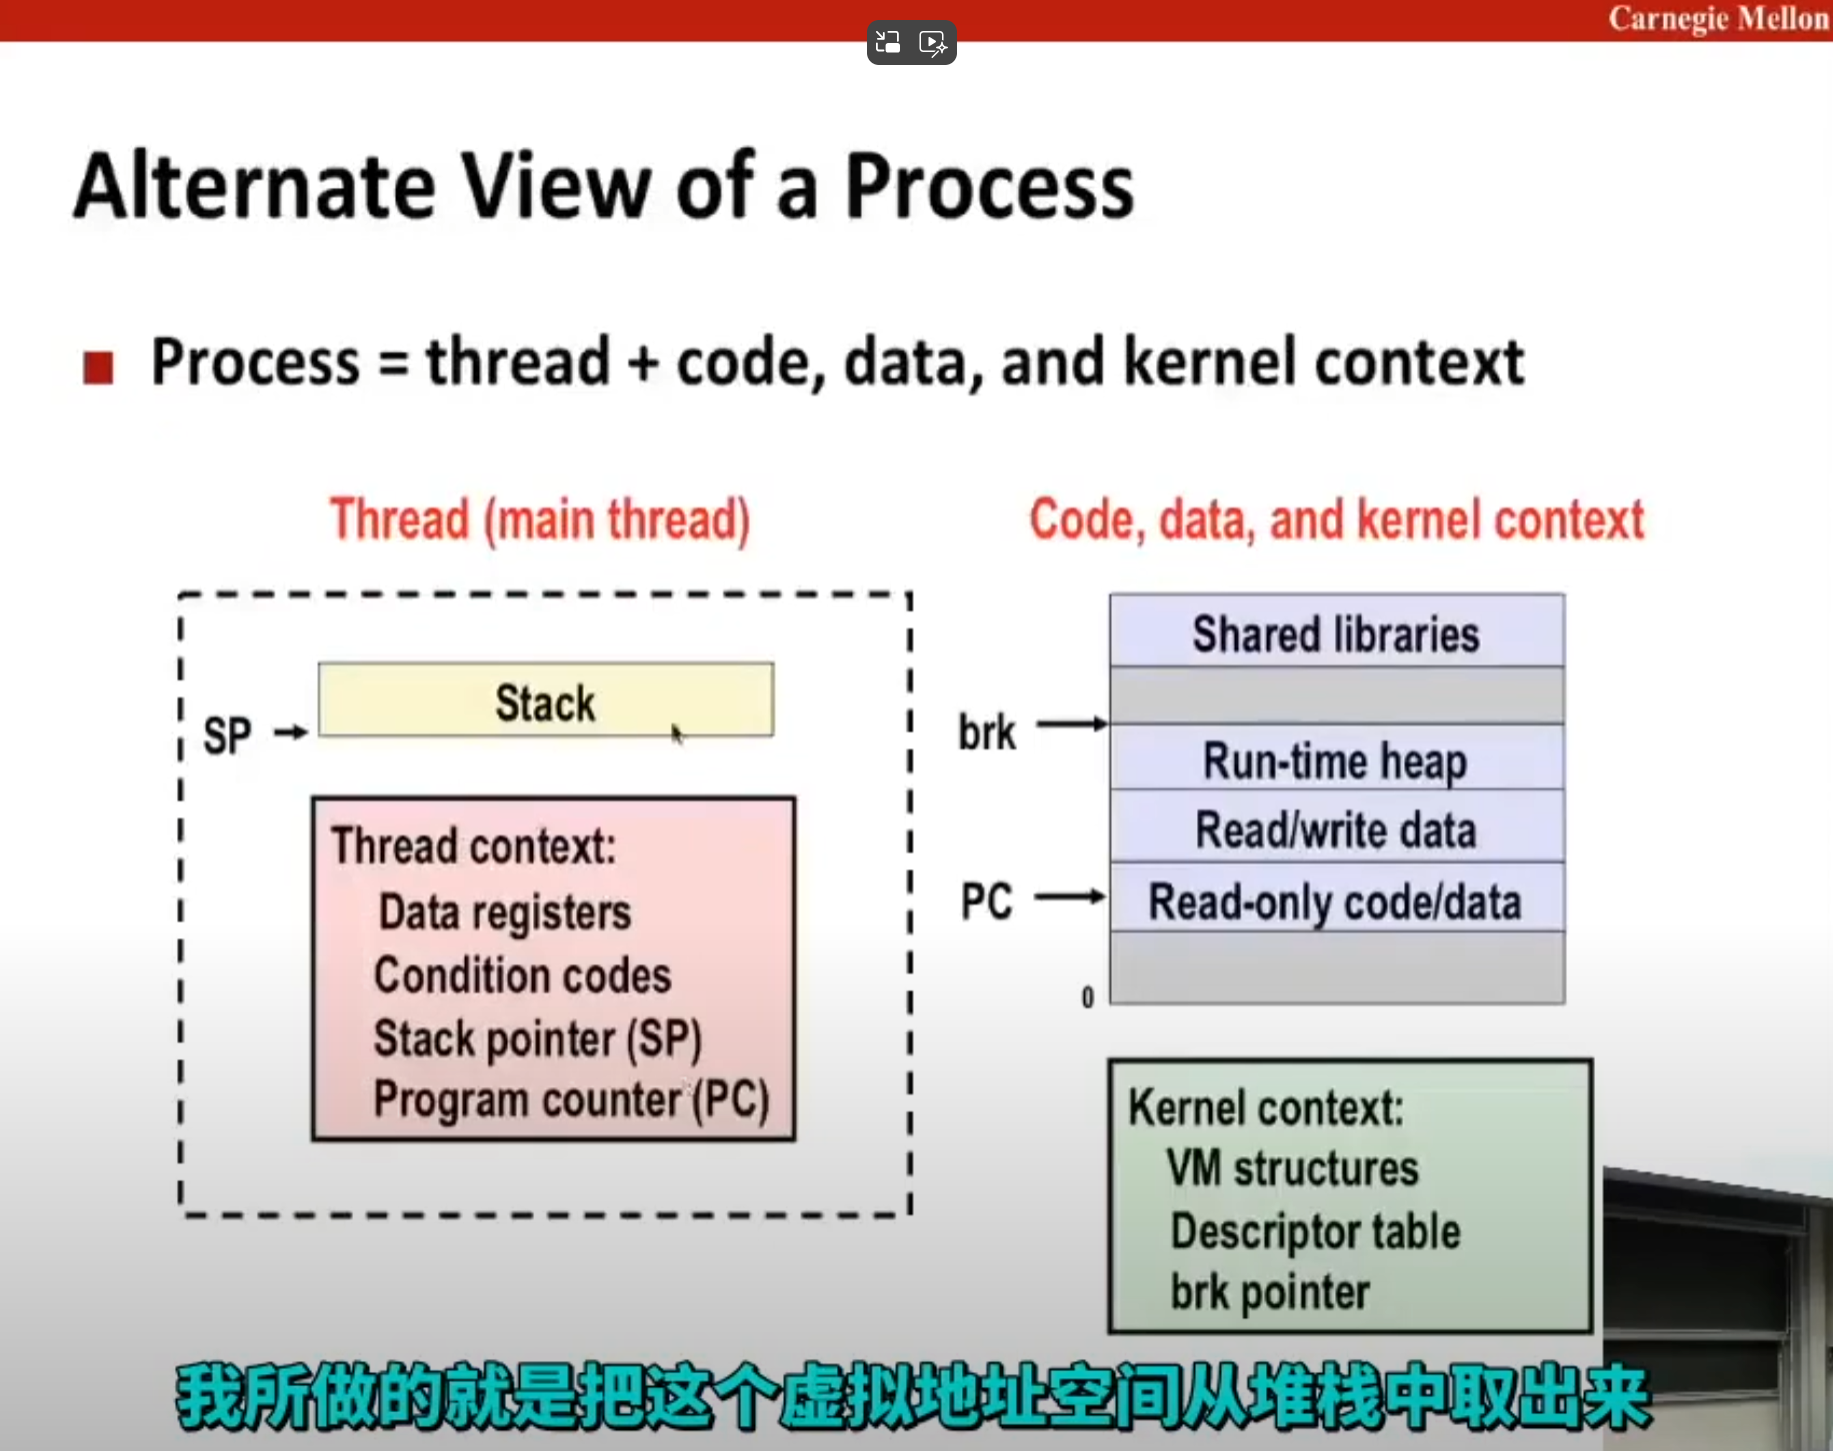 Carnegie Mellon
Alternate View of a Process
Process = thread + code, data, and kernel context
Thread (main thread)
Stack
SP
Thread context:
Data registers
Condition codes
Stack pointer (SP)
Program counter (PC)
Code, data, and kernel context
Shared libraries
brk
Run-time heap
Read/write data
PC
Read-only code/data
0
Kernel context:
VM structures
Descriptor table
brk pointer
我所做的就是把这个虚拟地址空间从堆栈中取出来